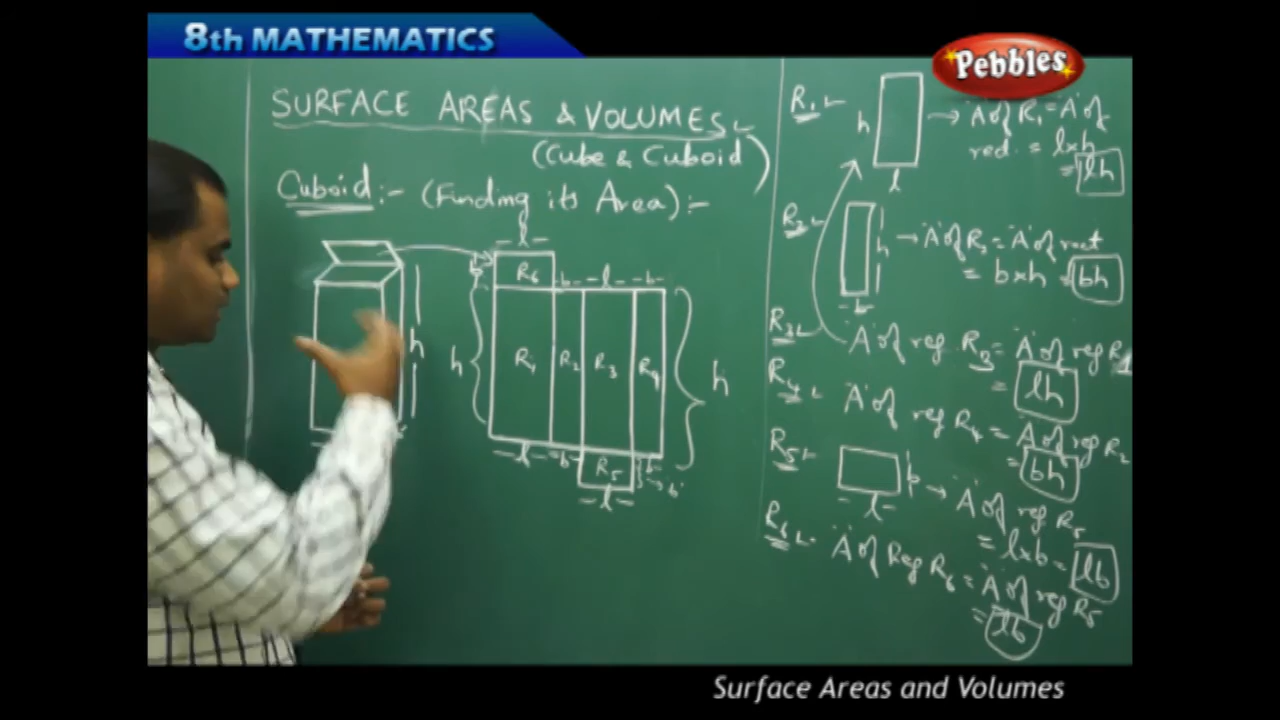 8th MATHEMATICS
Pebbles
SURFACE AREAS & VOLUMES
(Cube & Cuboid)
Cuboid :- (Finding its Area) :-
h
l
b
R6
b l b
h
R1 R2 R3 R4
h
l b
R5
b
b
l
R1
h
l
→ 'A' of R1 = 'A' of
rect. = l x h
= lh
R2
h
b
→ 'A' of R2 = 'A' of rect
= b x h = bh
R3
'A' of reg R3 = 'A' of reg R1
= lh
R4
'A' of reg R4 = 'A' of reg R2
= bh
R5
b
l
→ 'A' of reg R5
= l x b = lb
R6
'A' of Reg R6 = 'A' of reg R5
= lb
Surface Areas and Volumes